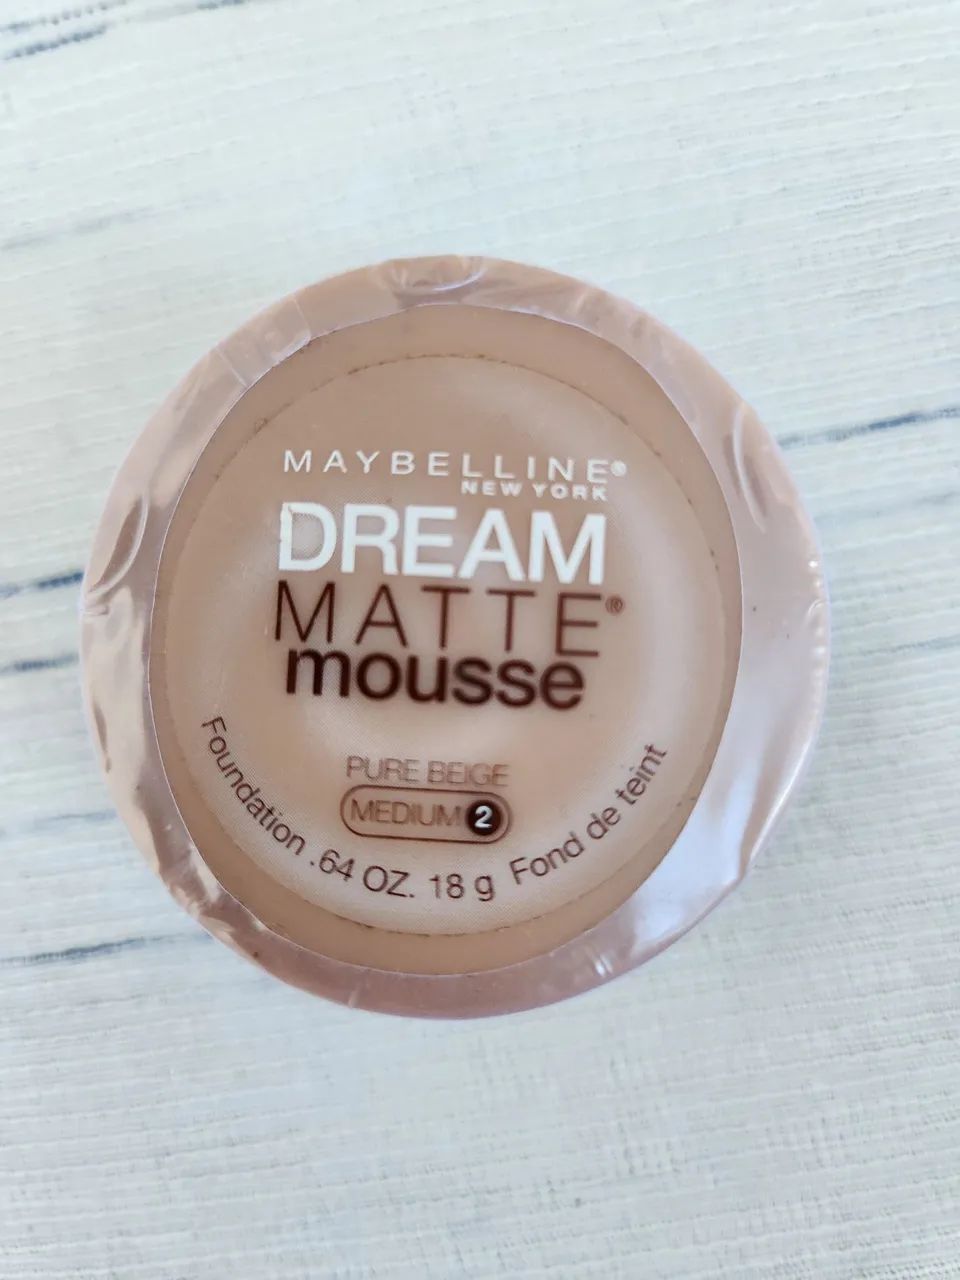 MAYBELLINE®
NEW YORK
DREAM
MATTE®
mousse
PURE BEIGE
MEDIUM 2
Foundation .64 OZ. 18 g Fond de teint